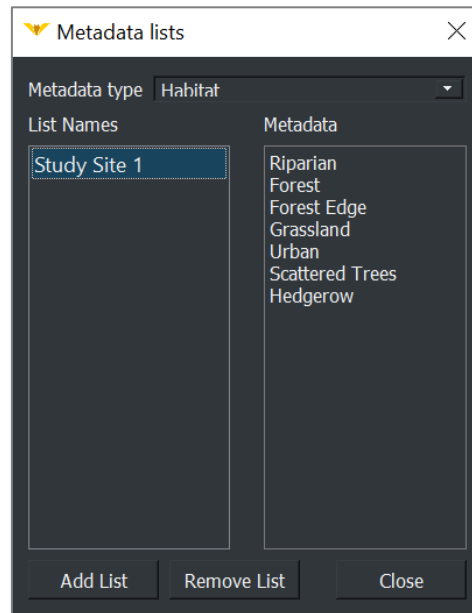 Metadata lists
Metadata type Habitat
List Names
Metadata
Study Site 1
Riparian
Forest
Forest Edge
Grassland
Urban
Scattered Trees
Hedgerow
Add List
Remove List
Close